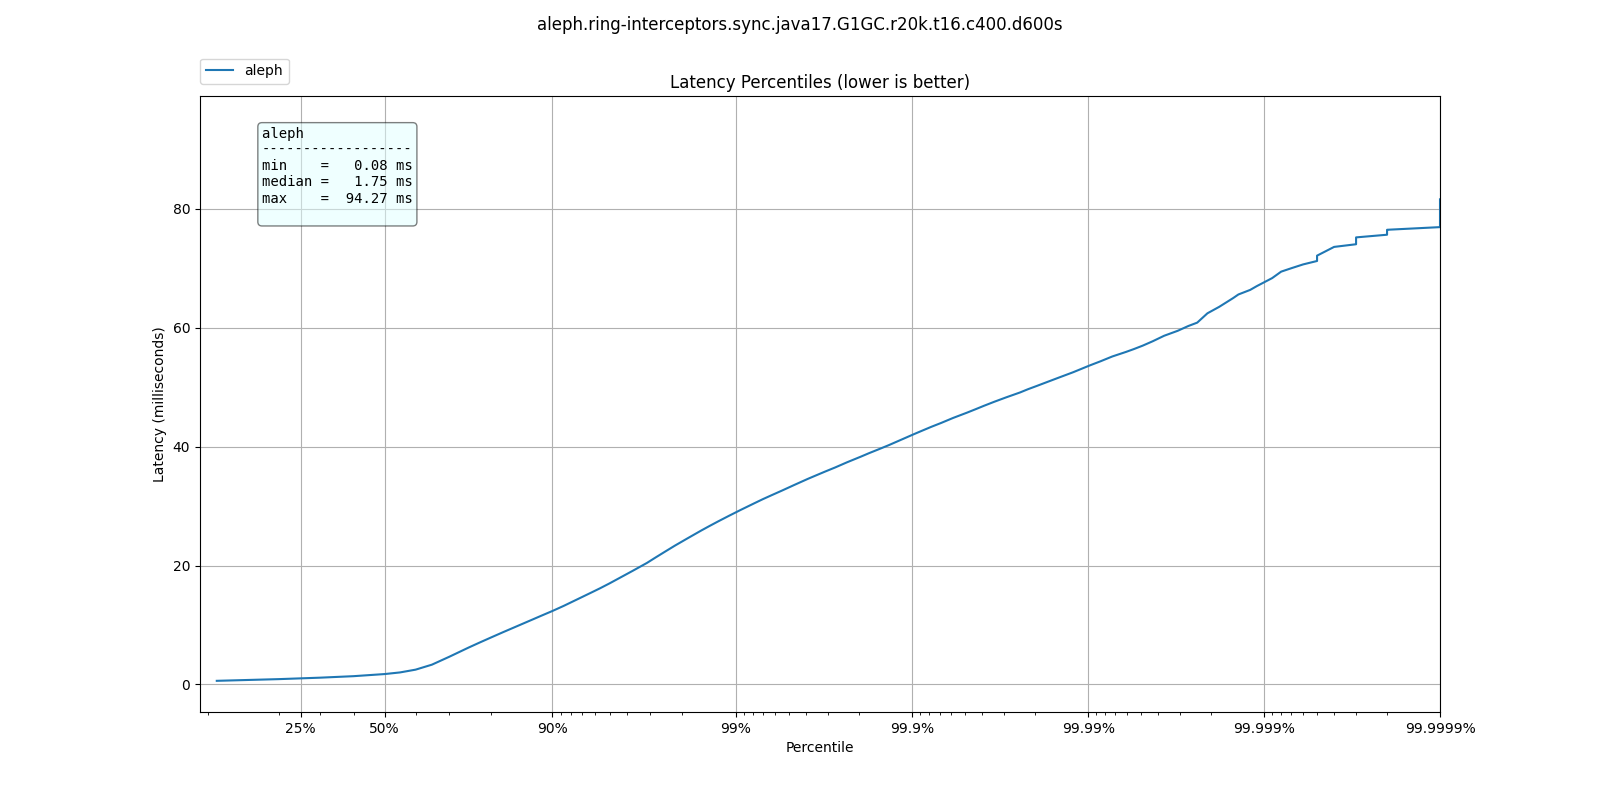 aleph.ring-interceptors.sync.java17.G1GC.r20k.t16.c400.d600s
aleph
Latency Percentiles (lower is better)
aleph
------------------
min    =   0.08 ms
median =   1.75 ms
max    =  94.27 ms
80
60
40
20
0
Latency (milliseconds)
25% 50% 90% 99% 99.9% 99.99% 99.999% 99.9999%
Percentile